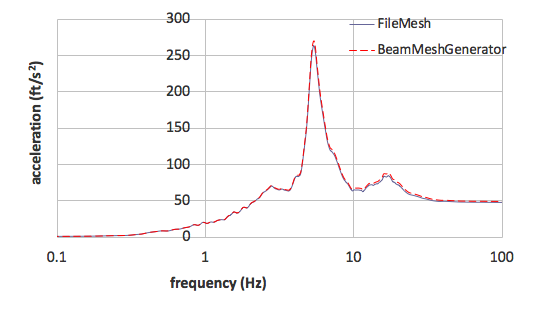 300
FileMesh
250
BeamMeshGenerator
200
150
100
50
0
acceleration (ft/s²)
0.1 1 10 100
frequency (Hz)